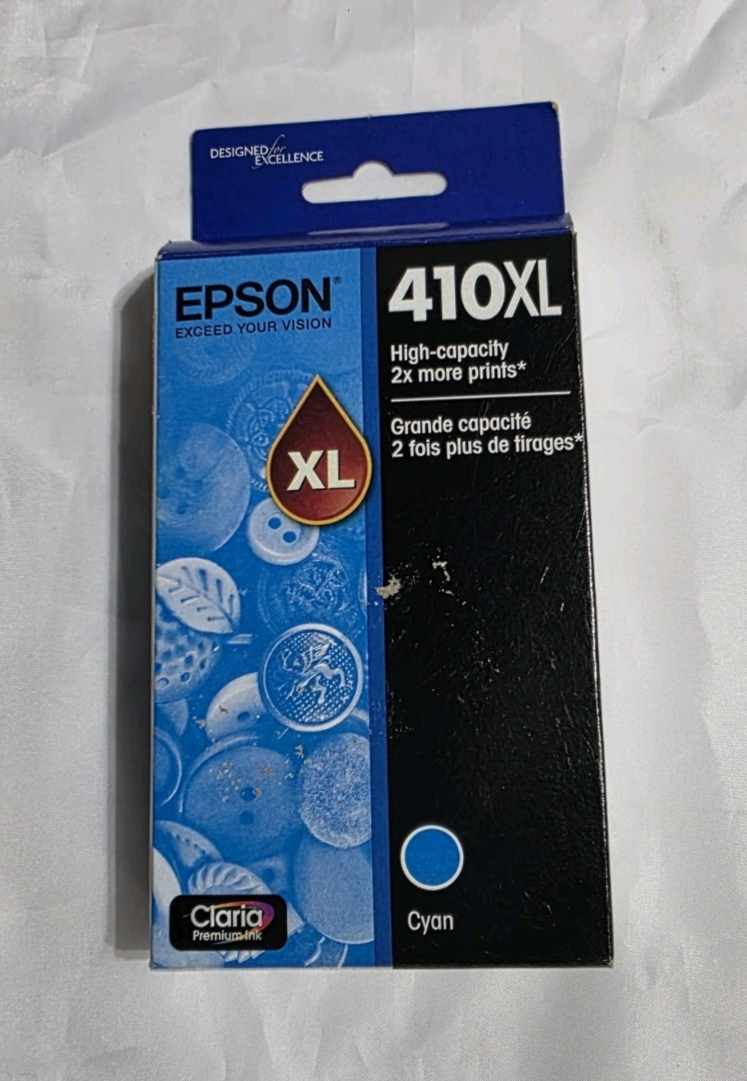 DESIGNED for
EXCELLENCE
EPSON®
EXCEED YOUR VISION
410XL
High-capacity
2x more prints*
Grande capacité
2 fois plus de tirages*
XL
Claria
Premium Ink
Cyan